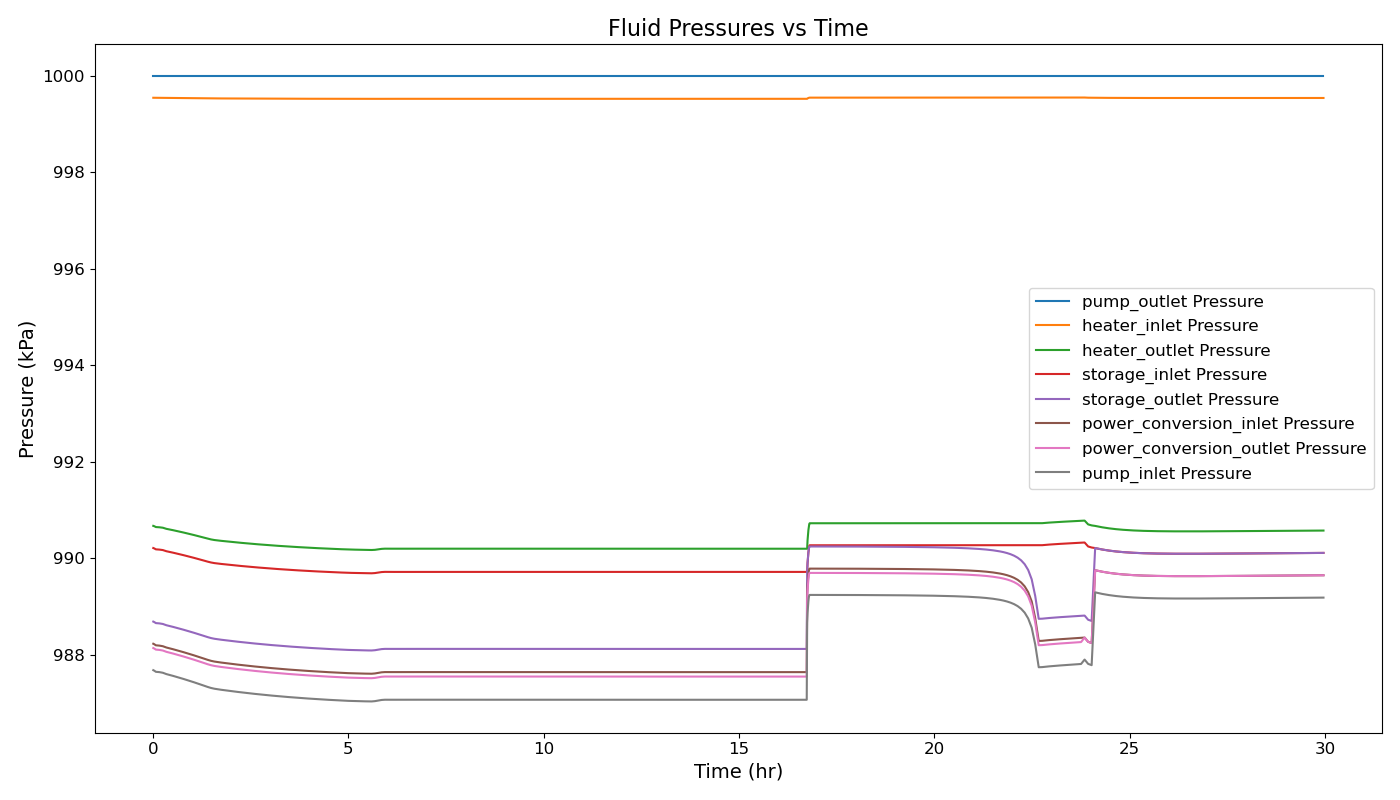 Fluid Pressures vs Time
Pressure (kPa)
1000
998
996
994
992
990
988
pump_outlet Pressure
heater_inlet Pressure
heater_outlet Pressure
storage_inlet Pressure
storage_outlet Pressure
power_conversion_inlet Pressure
power_conversion_outlet Pressure
pump_inlet Pressure
0 5 10 15 20 25 30
Time (hr)